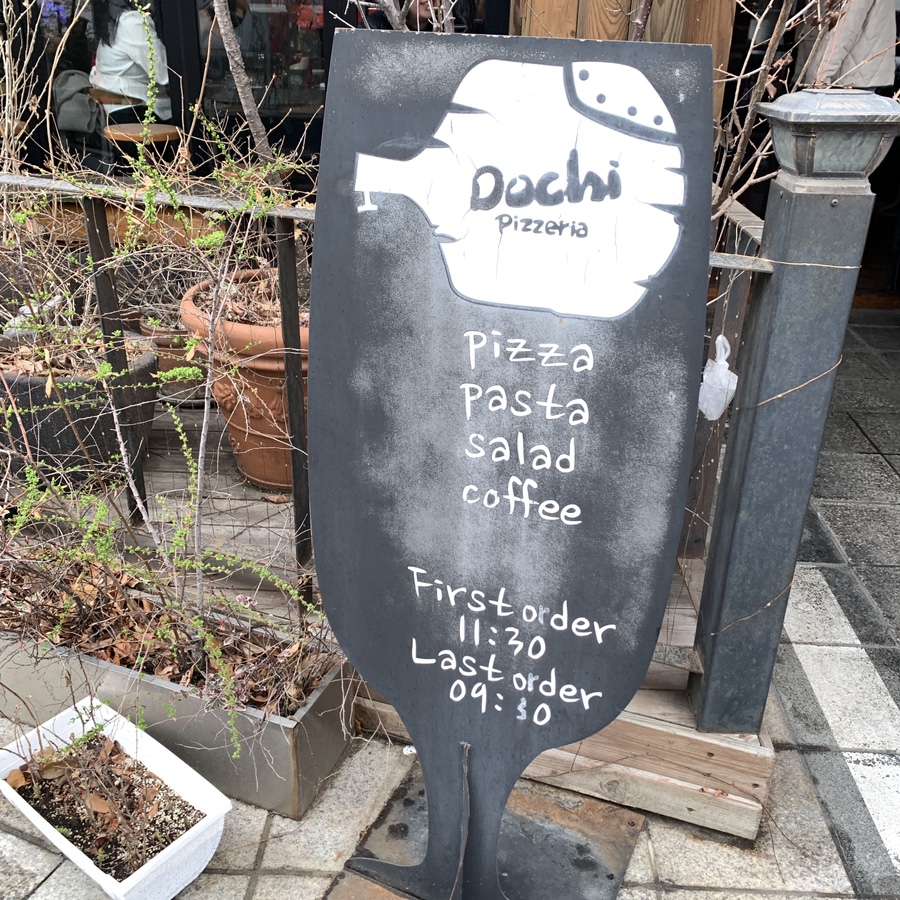 Dochi
Pizzeria
pizza
pasta
salad
coffee
First order
11:30
Last order
09:30